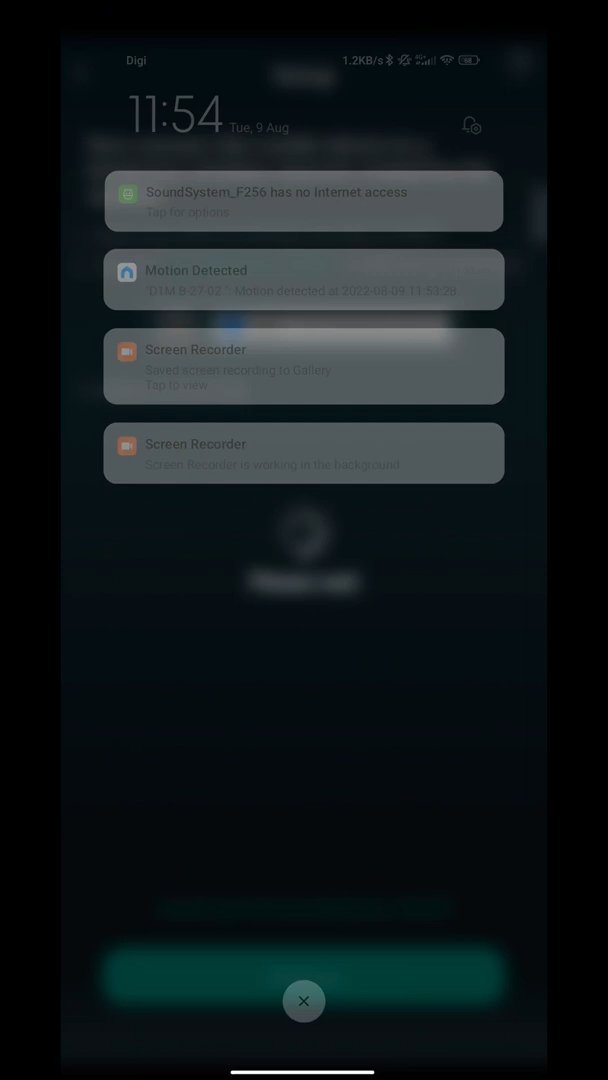 Digi 1.2KB/s
11:54 Tue, 9 Aug
SoundSystem_F256 has no Internet access
Tap for options
Motion Detected
"D1M B-27-02 ": Motion detected at 2022-08-09 11:53:28
Screen Recorder
Saved screen recording to Gallery
Tap to view
Screen Recorder
Screen Recorder is working in the background